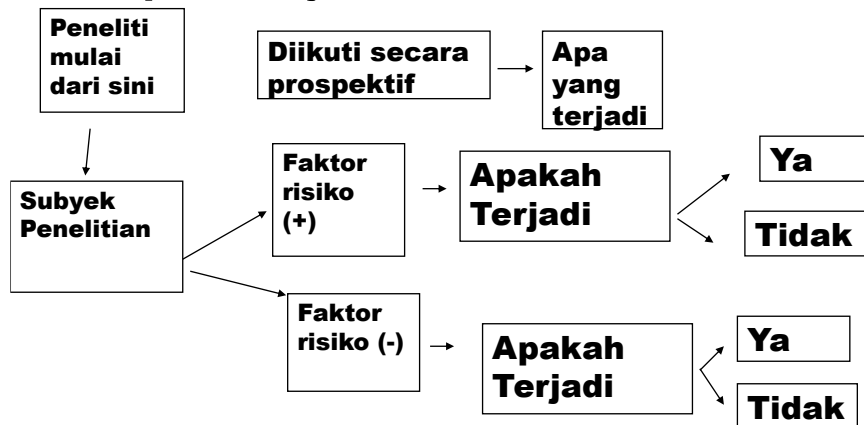 Peneliti
mulai
dari sini
Diikuti secara
prospektif
Apa
yang
terjadi
Subyek
Penelitian
Faktor
risiko
(+)
Apakah
Terjadi
Ya
Tidak
Faktor
risiko (-)
Apakah
Terjadi
Ya
Tidak